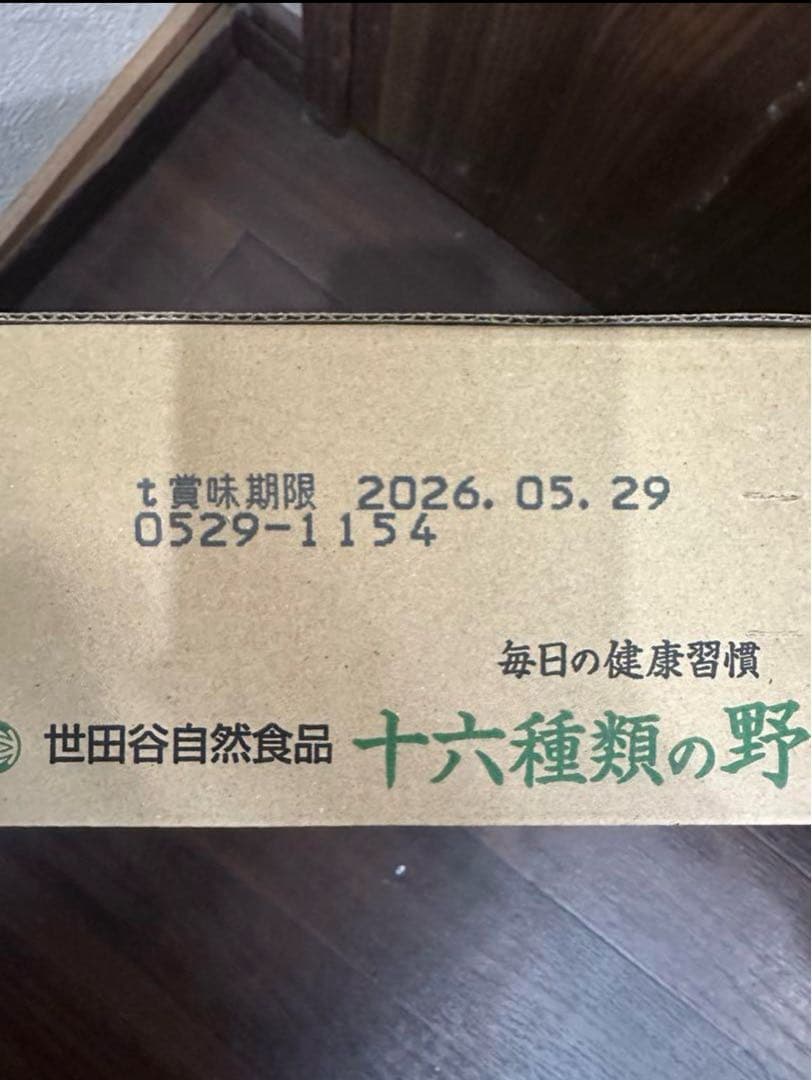 t賞味期限 2026.05.29
0529-1154
毎日の健康習慣
世田谷自然食品 十六種類の野